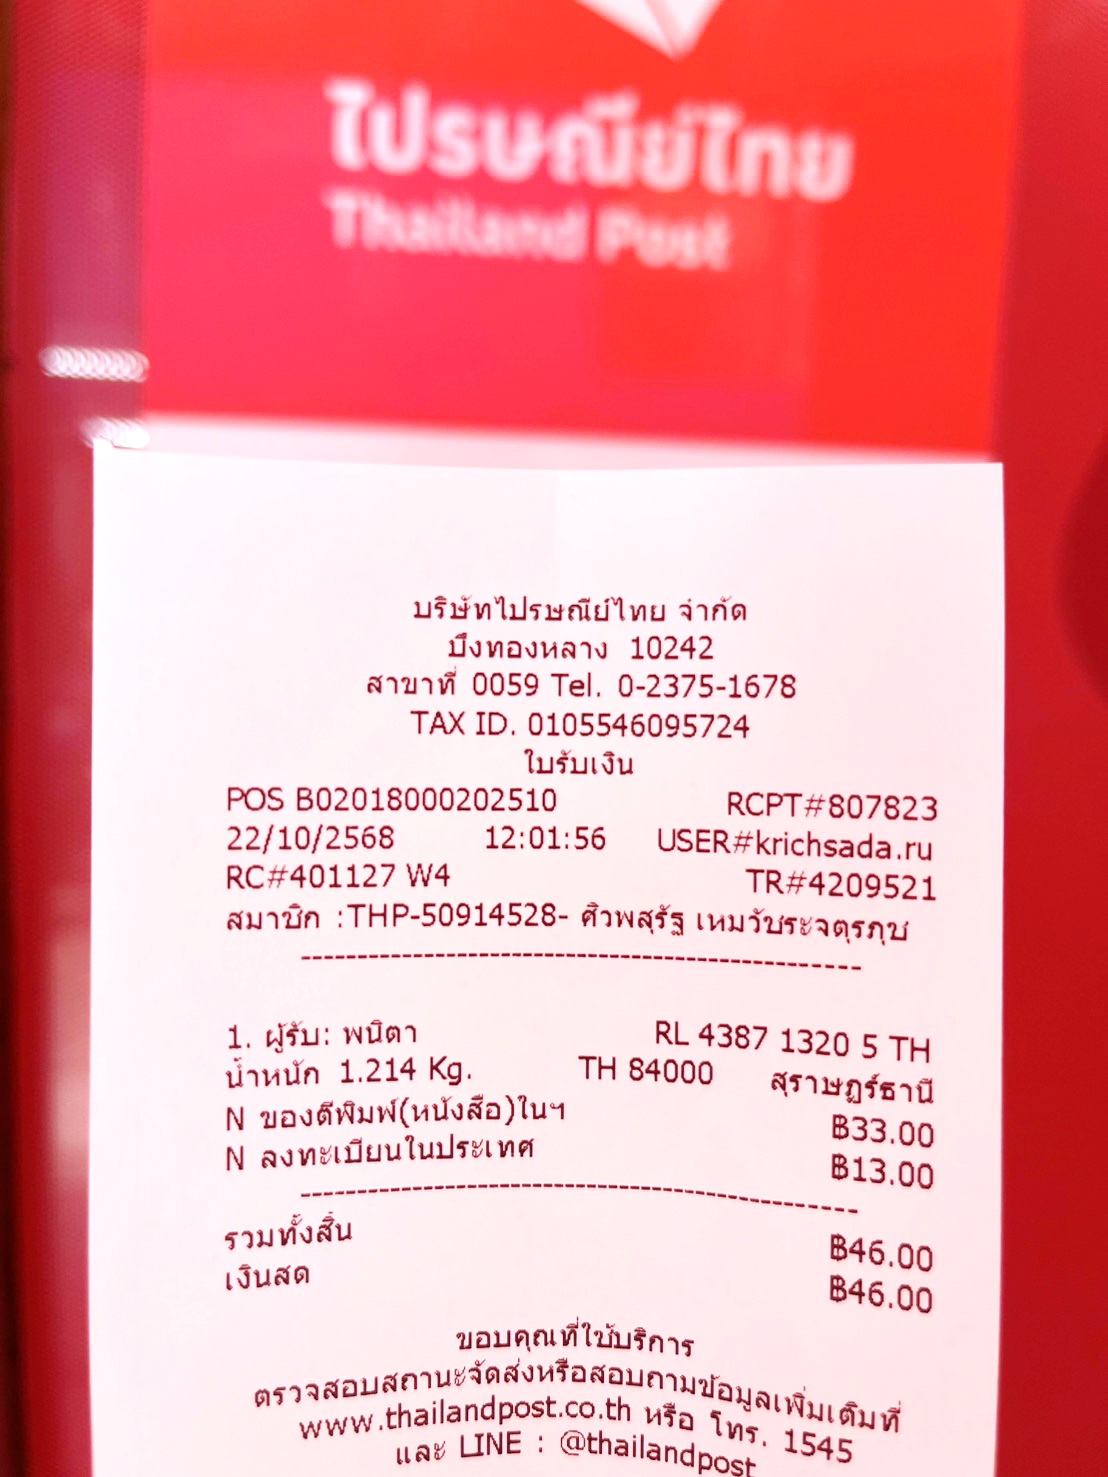 ไปรษณีย์ไทย
Thailand Post
บริษัทไปรษณีย์ไทย จำกัด
บึงทองหลาง 10242
สาขาที่ 0059 Tel. 0-2375-1678
TAX ID. 0105546095724
ใบรับเงิน
POS B02018000202510 RCPT#807823
22/10/2568 12:01:56 USER#krichsada.ru
RC#401127 W4 TR#4209521
สมาชิก :THP-50914528- ศิวพสุรัฐ เหมวัชระจตุรภุช
1. ผู้รับ: พนิตา RL 4387 1320 5 TH
น้ำหนัก 1.214 Kg. TH 84000 สุราษฎร์ธานี
N ของตีพิมพ์(หนังสือ)ในฯ ฿33.00
N ลงทะเบียนในประเทศ ฿13.00
รวมทั้งสิ้น ฿46.00
เงินสด ฿46.00
ขอบคุณที่ใช้บริการ
ตรวจสอบสถานะจัดส่งหรือสอบถามข้อมูลเพิ่มเติมที่
www.thailandpost.co.th หรือ โทร. 1545
และ LINE : @thailandpost